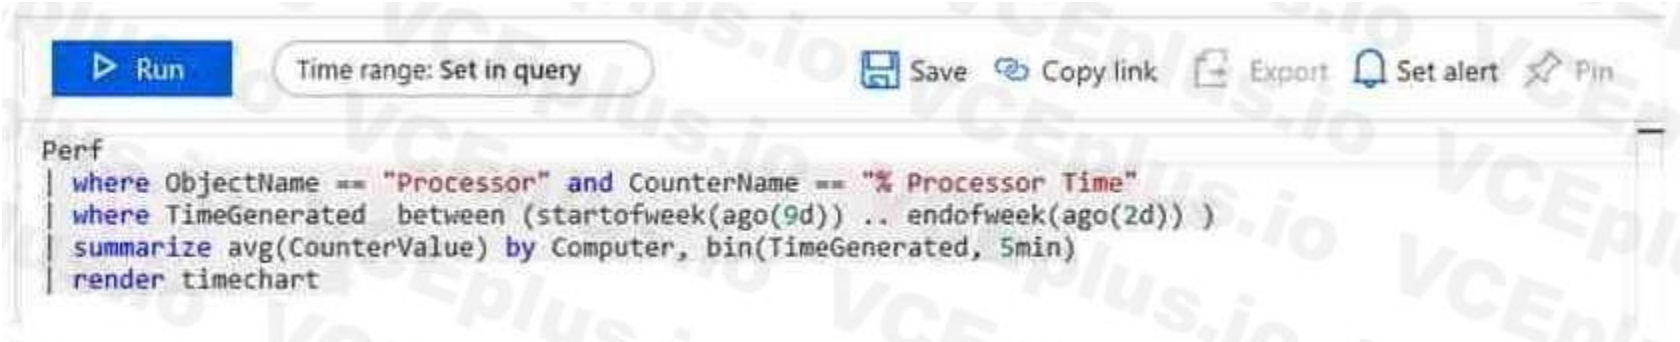 Run Time range: Set in query Save Copy link Export Set alert Pin
Perf
| where ObjectName == "Processor" and CounterName == "% Processor Time"
| where TimeGenerated  between (startofweek(ago(9d)) .. endofweek(ago(2d)) )
| summarize avg(CounterValue) by Computer, bin(TimeGenerated, 5min)
| render timechart
VCEplus.io